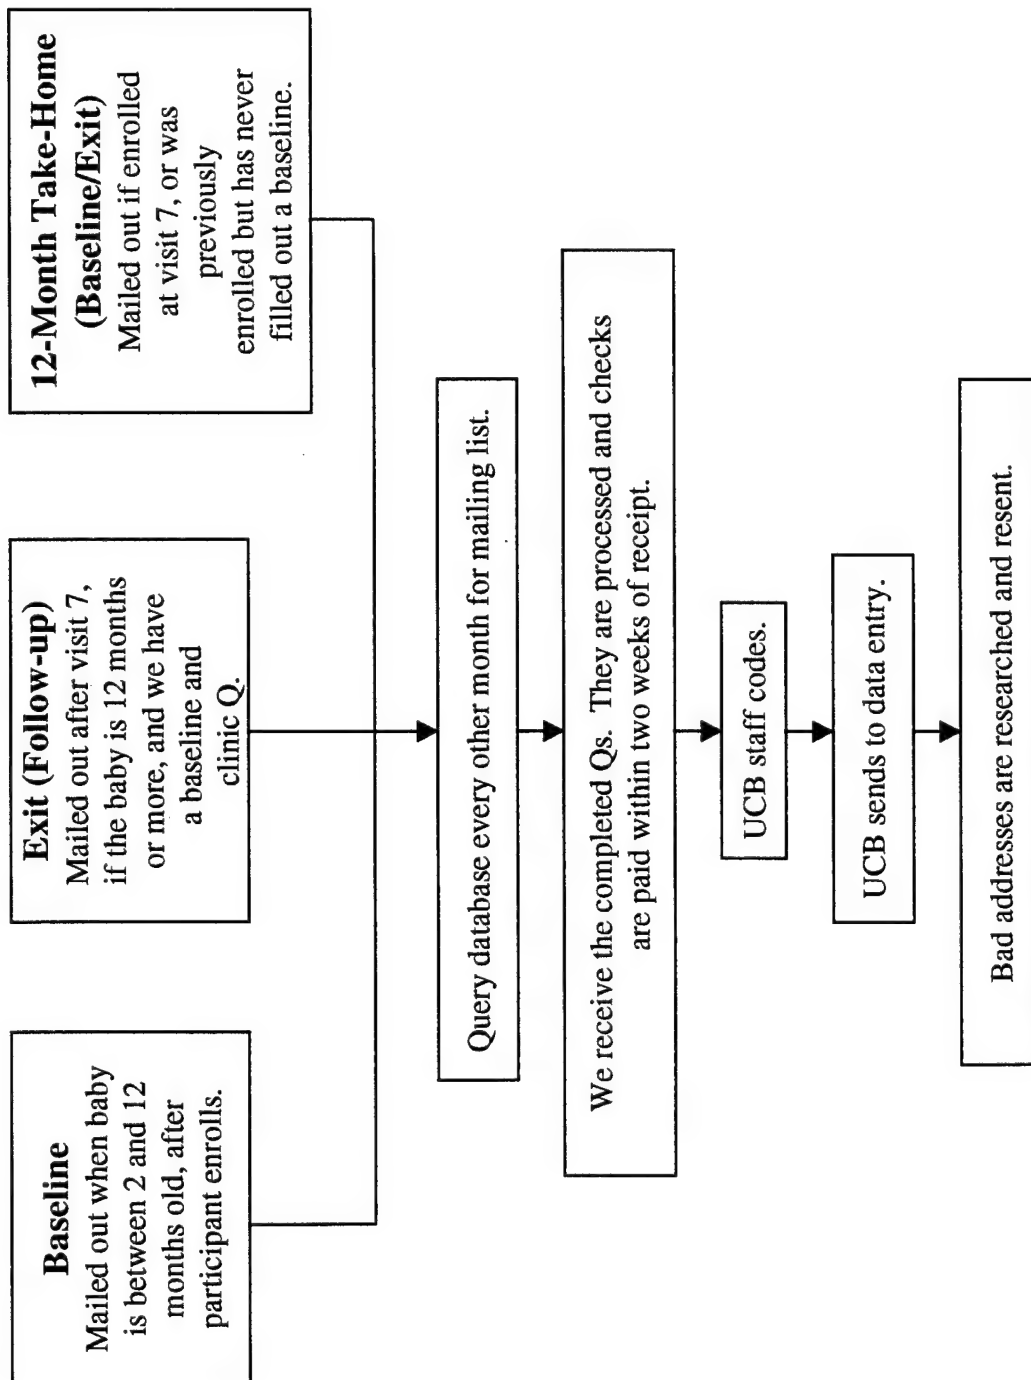 Baseline
Mailed out when baby
is between 2 and 12
months old, after
participant enrolls.
Exit (Follow-up)
Mailed out after visit 7,
if the baby is 12 months
or more, and we have
a baseline and
clinic Q.
12-Month Take-Home
(Baseline/Exit)
Mailed out if enrolled
at visit 7, or was
previously
enrolled but has never
filled out a baseline.
Query database every other month for mailing list.
We receive the completed Qs. They are processed and checks
are paid within two weeks of receipt.
UCB staff codes.
UCB sends to data entry.
Bad addresses are researched and resent.